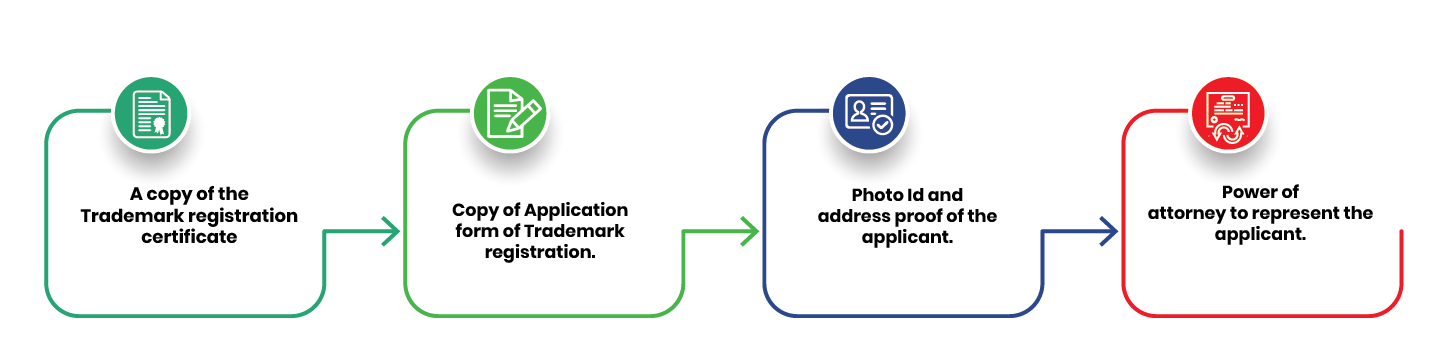 A copy of the
Trademark registration
certificate
Copy of Application
form of Trademark
registration.
Photo Id and
address proof of the
applicant.
Power of
attorney to represent the
applicant.